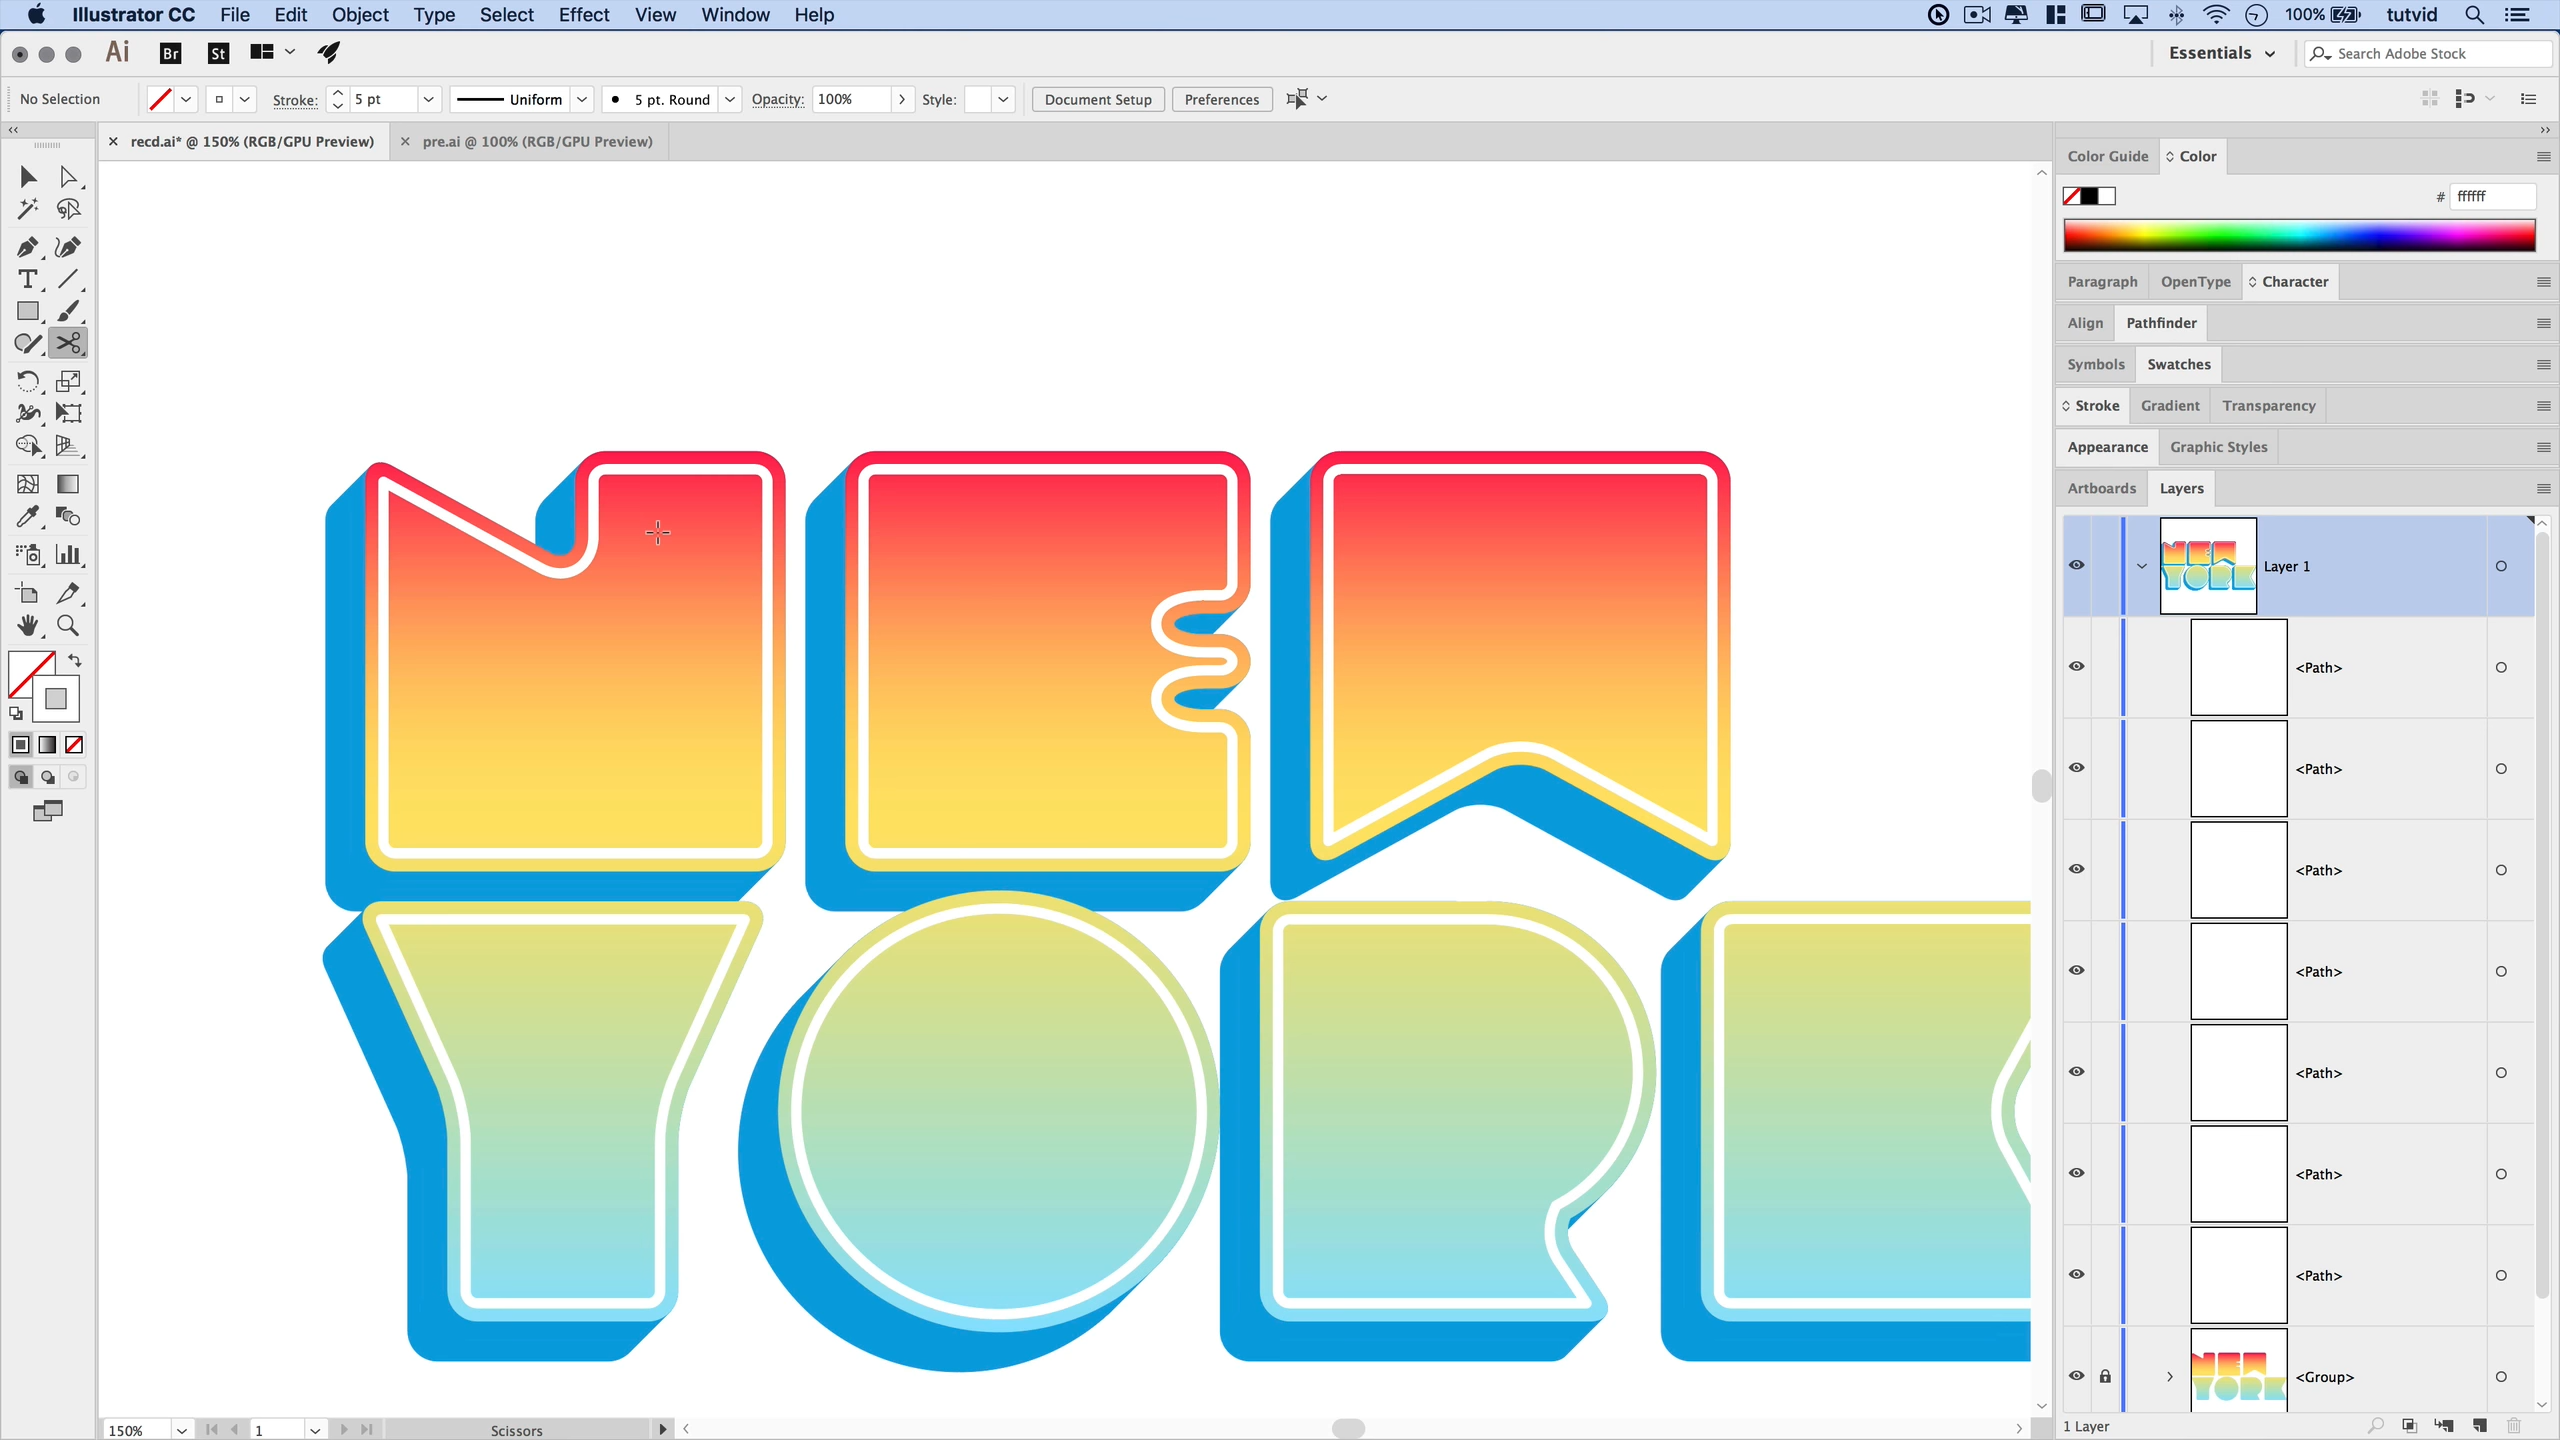 Illustrator CC File Edit Object Type Select Effect View Window Help 100% tutvid
Ai Br St Essentials Search Adobe Stock
No Selection Stroke: 5 pt Uniform 5 pt. Round Opacity: 100% Style: Document Setup Preferences
recd.ai* @ 150% (RGB/GPU Preview) pre.ai @ 100% (RGB/GPU Preview)
Color Guide Color
# ffffff
Paragraph OpenType Character
Align Pathfinder
Symbols Swatches
Stroke Gradient Transparency
Appearance Graphic Styles
Artboards Layers
Layer 1
<Path>
<Path>
<Path>
<Path>
<Path>
<Path>
<Path>
<Group>
NEW
YORK
150% 1 Scissors 1 Layer